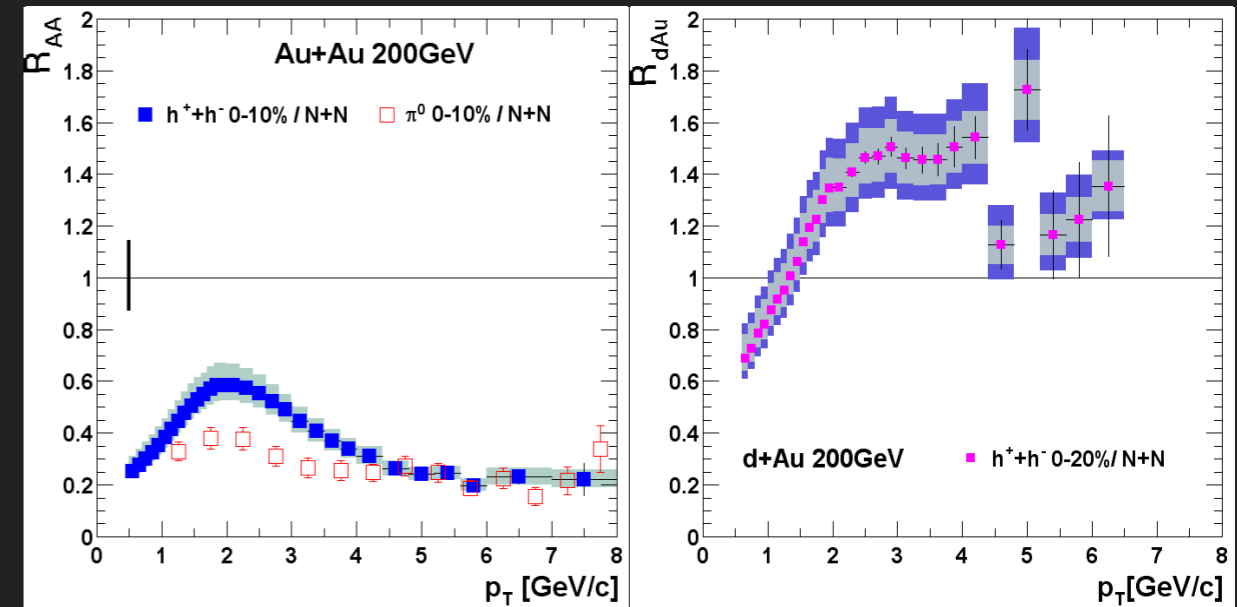 R_AA
2
1.8
1.6
1.4
1.2
1
0.8
0.6
0.4
0.2
0
Au+Au 200GeV
h⁺+h⁻ 0-10% / N+N
π⁰ 0-10% / N+N
0 1 2 3 4 5 6 7 8
p_T [GeV/c]
R_dAu
2
1.8
1.6
1.4
1.2
1
0.8
0.6
0.4
0.2
0
d+Au 200GeV
h⁺+h⁻ 0-20%/ N+N
0 1 2 3 4 5 6 7 8
p_T[GeV/c]